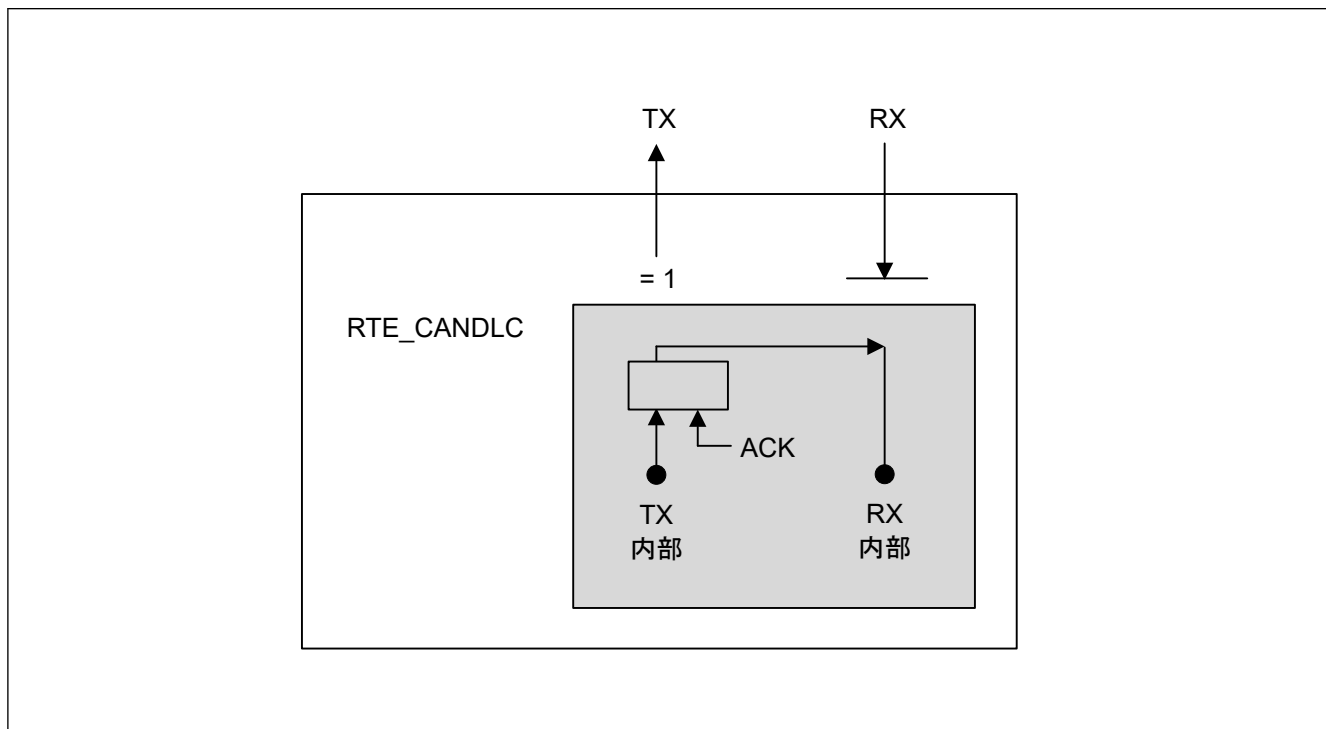 TX
RX
= 1
RTE_CANDLC
ACK
TX
内部
RX
内部